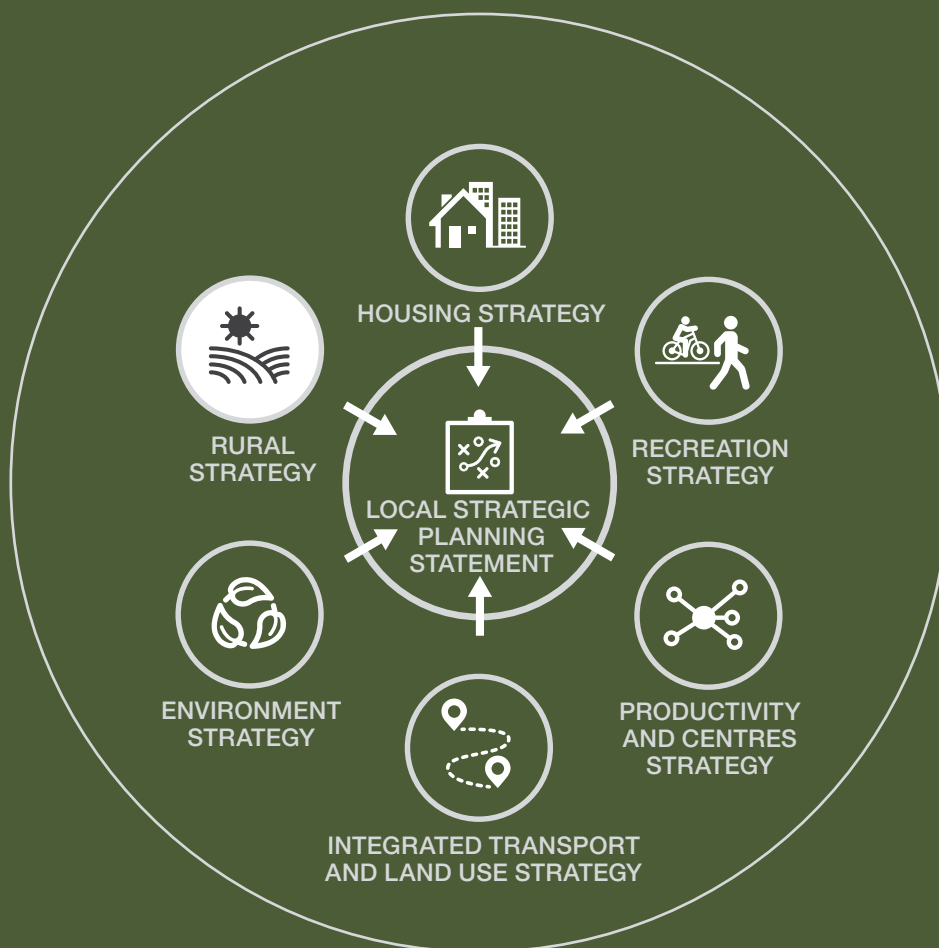 HOUSING STRATEGY
RURAL
STRATEGY
RECREATION
STRATEGY
LOCAL STRATEGIC
PLANNING
STATEMENT
ENVIRONMENT
STRATEGY
PRODUCTIVITY
AND CENTRES
STRATEGY
INTEGRATED TRANSPORT
AND LAND USE STRATEGY